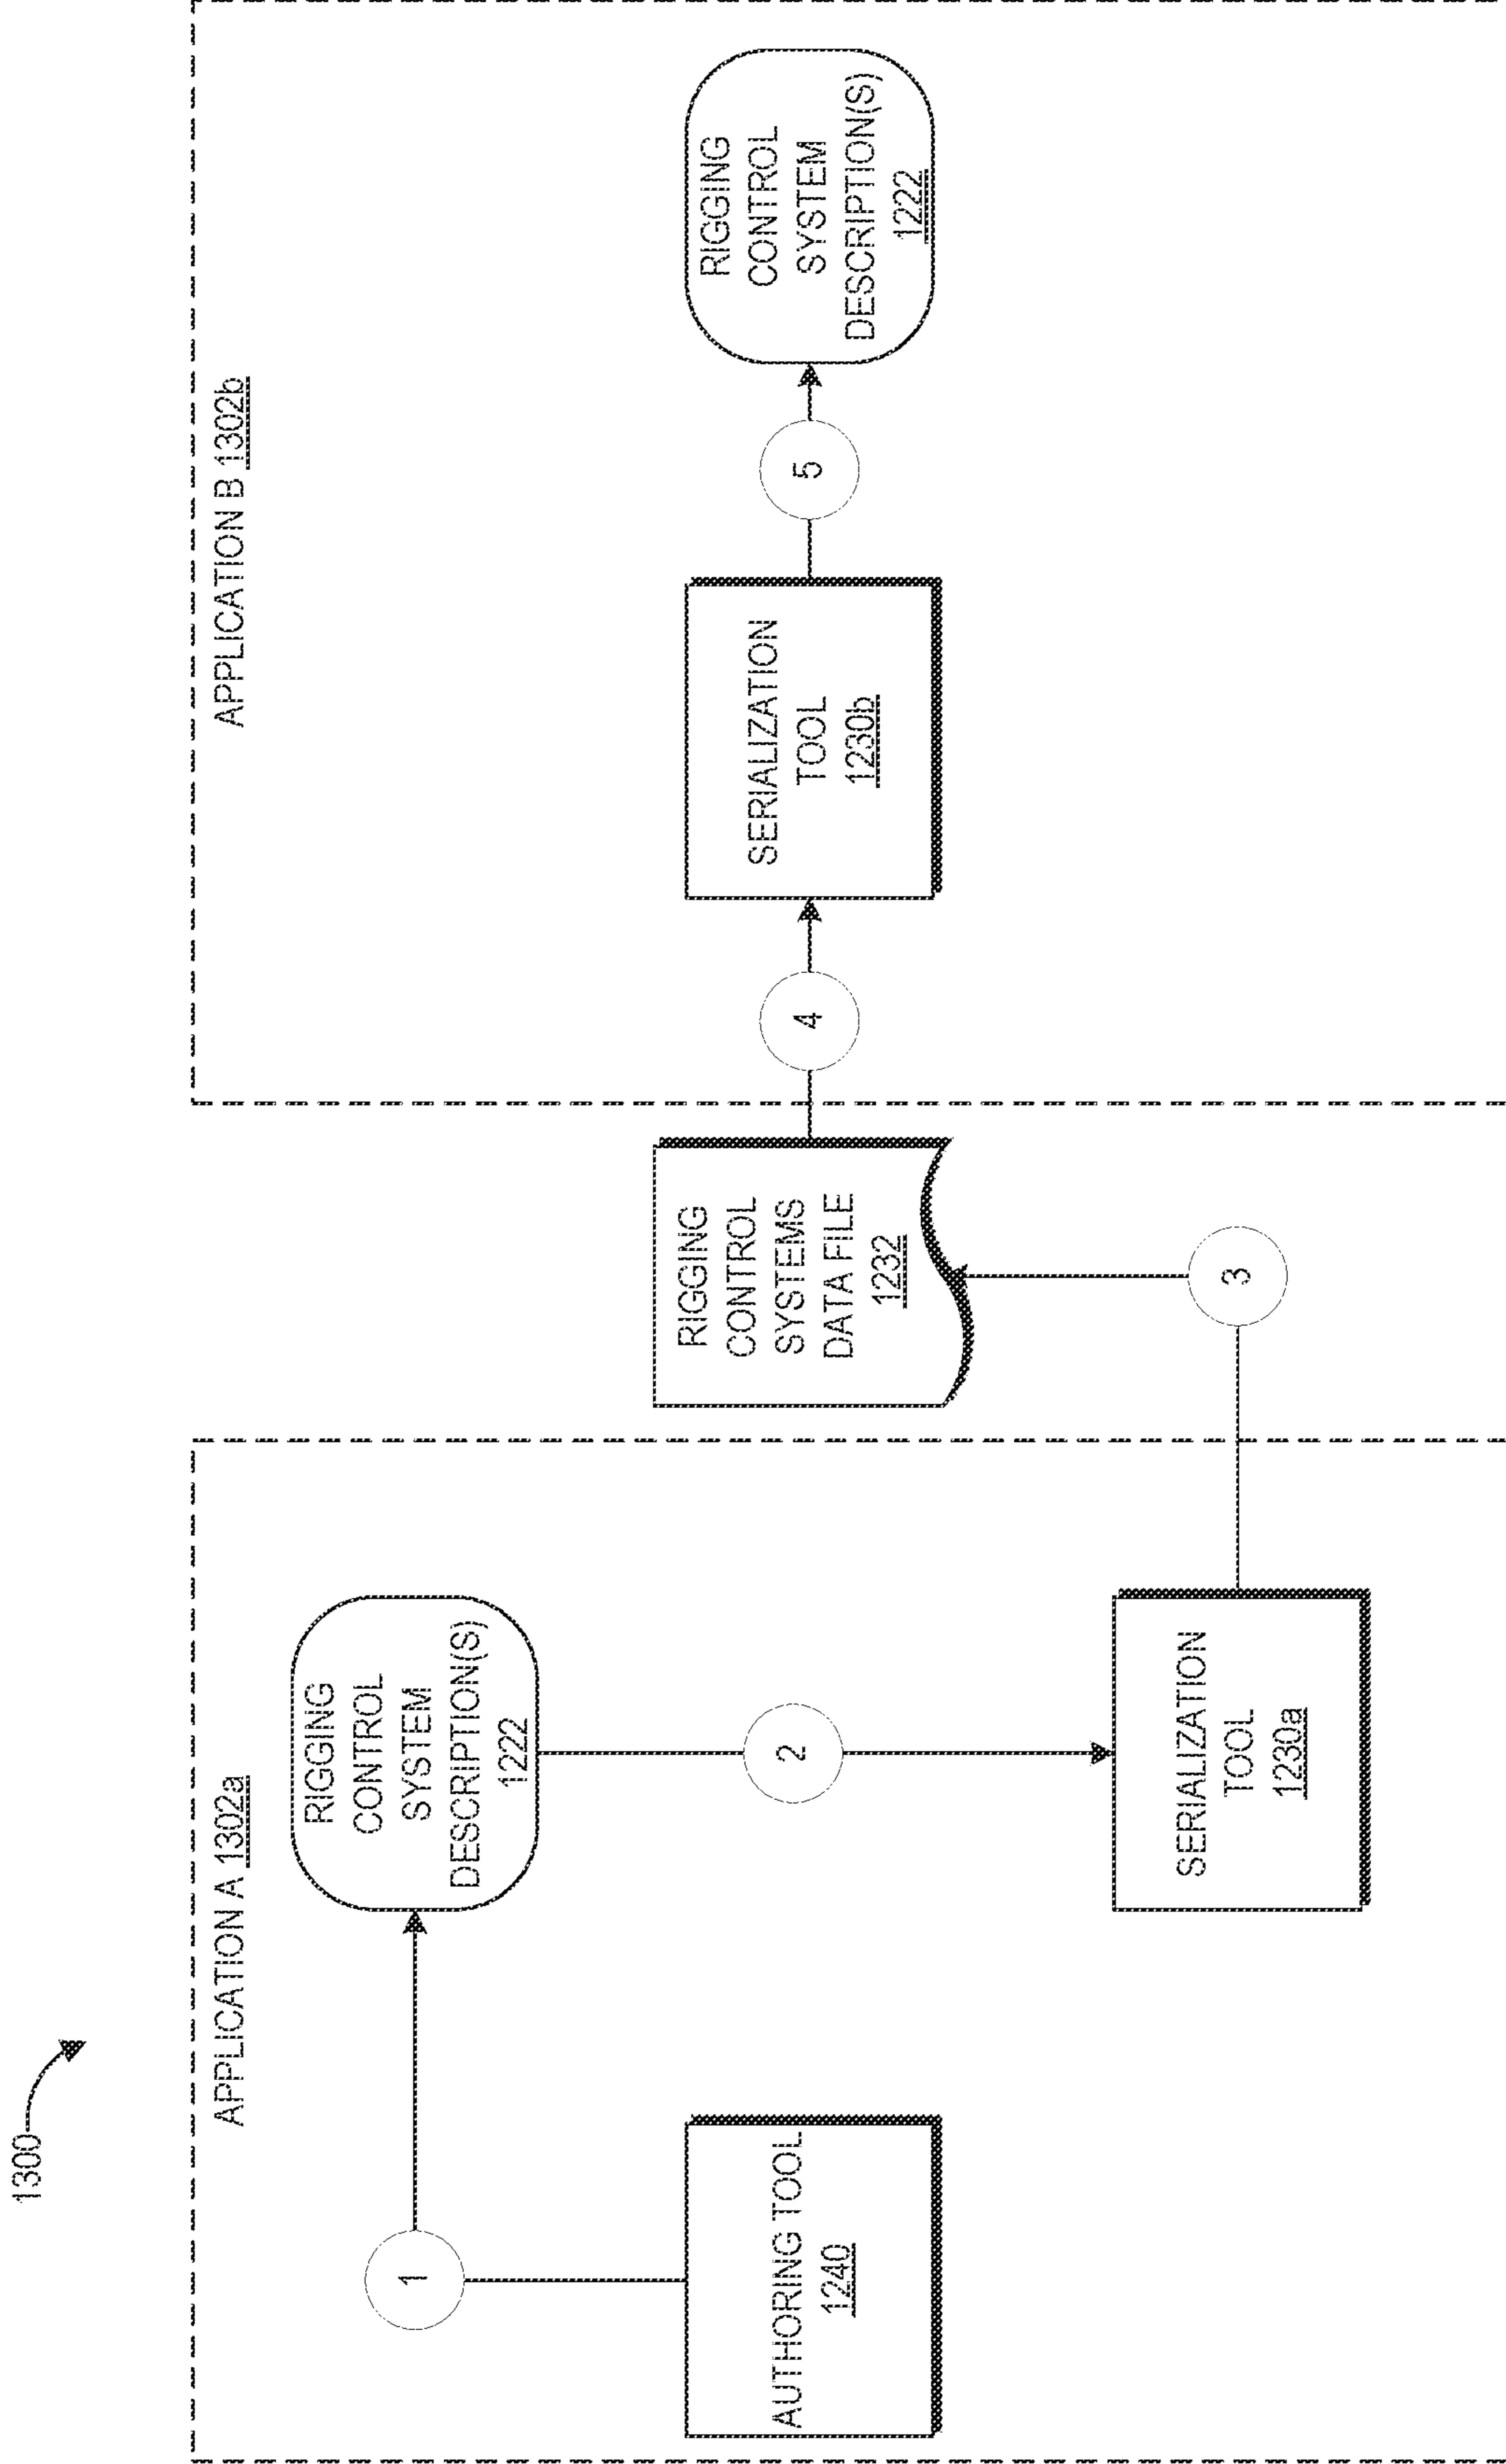 1300
APPLICATION A 1302a
AUTHORING TOOL
1240
1
RIGGING
CONTROL
SYSTEM
DESCRIPTION(S)
1222
2
SERIALIZATION
TOOL
1230a
3
RIGGING
CONTROL
SYSTEMS
DATA FILE
1232
APPLICATION B 1302b
4
SERIALIZATION
TOOL
1230b
5
RIGGING
CONTROL
SYSTEM
DESCRIPTION(S)
1222